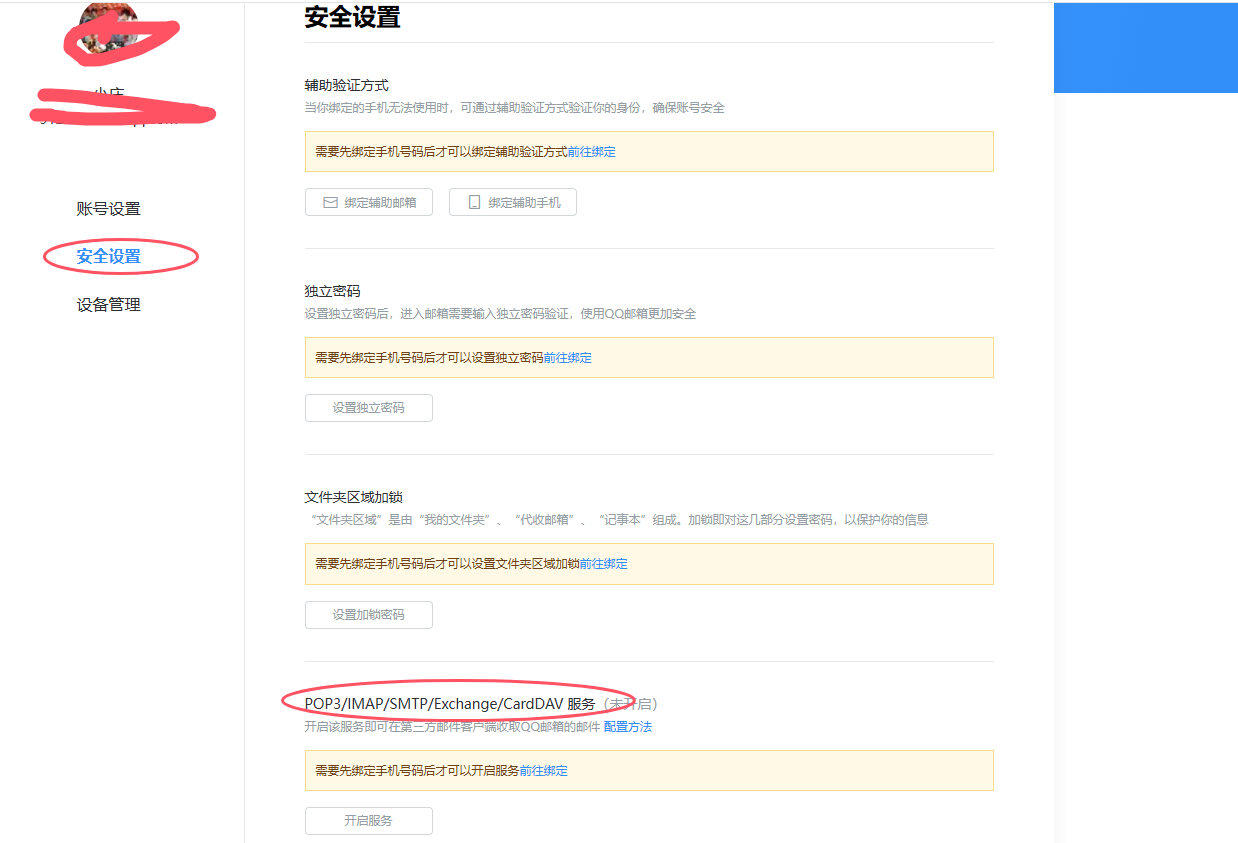 安全设置
小庄
账号设置
安全设置
设备管理
辅助验证方式
当你绑定的手机无法使用时，可通过辅助验证方式验证你的身份，确保账号安全
需要先绑定手机号码后才可以绑定辅助验证方式前往绑定
绑定辅助邮箱
绑定辅助手机
独立密码
设置独立密码后，进入邮箱需要输入独立密码验证，使用QQ邮箱更加安全
需要先绑定手机号码后才可以设置独立密码前往绑定
设置独立密码
文件夹区域加锁
“文件夹区域”是由“我的文件夹”、“代收邮箱”、“记事本”组成。加锁即对这几部分设置密码，以保护你的信息
需要先绑定手机号码后才可以设置文件夹区域加锁前往绑定
设置加锁密码
POP3/IMAP/SMTP/Exchange/CardDAV 服务（未开启）
开启该服务即可在第三方邮件客户端收取QQ邮箱的邮件 配置方法
需要先绑定手机号码后才可以开启服务前往绑定
开启服务